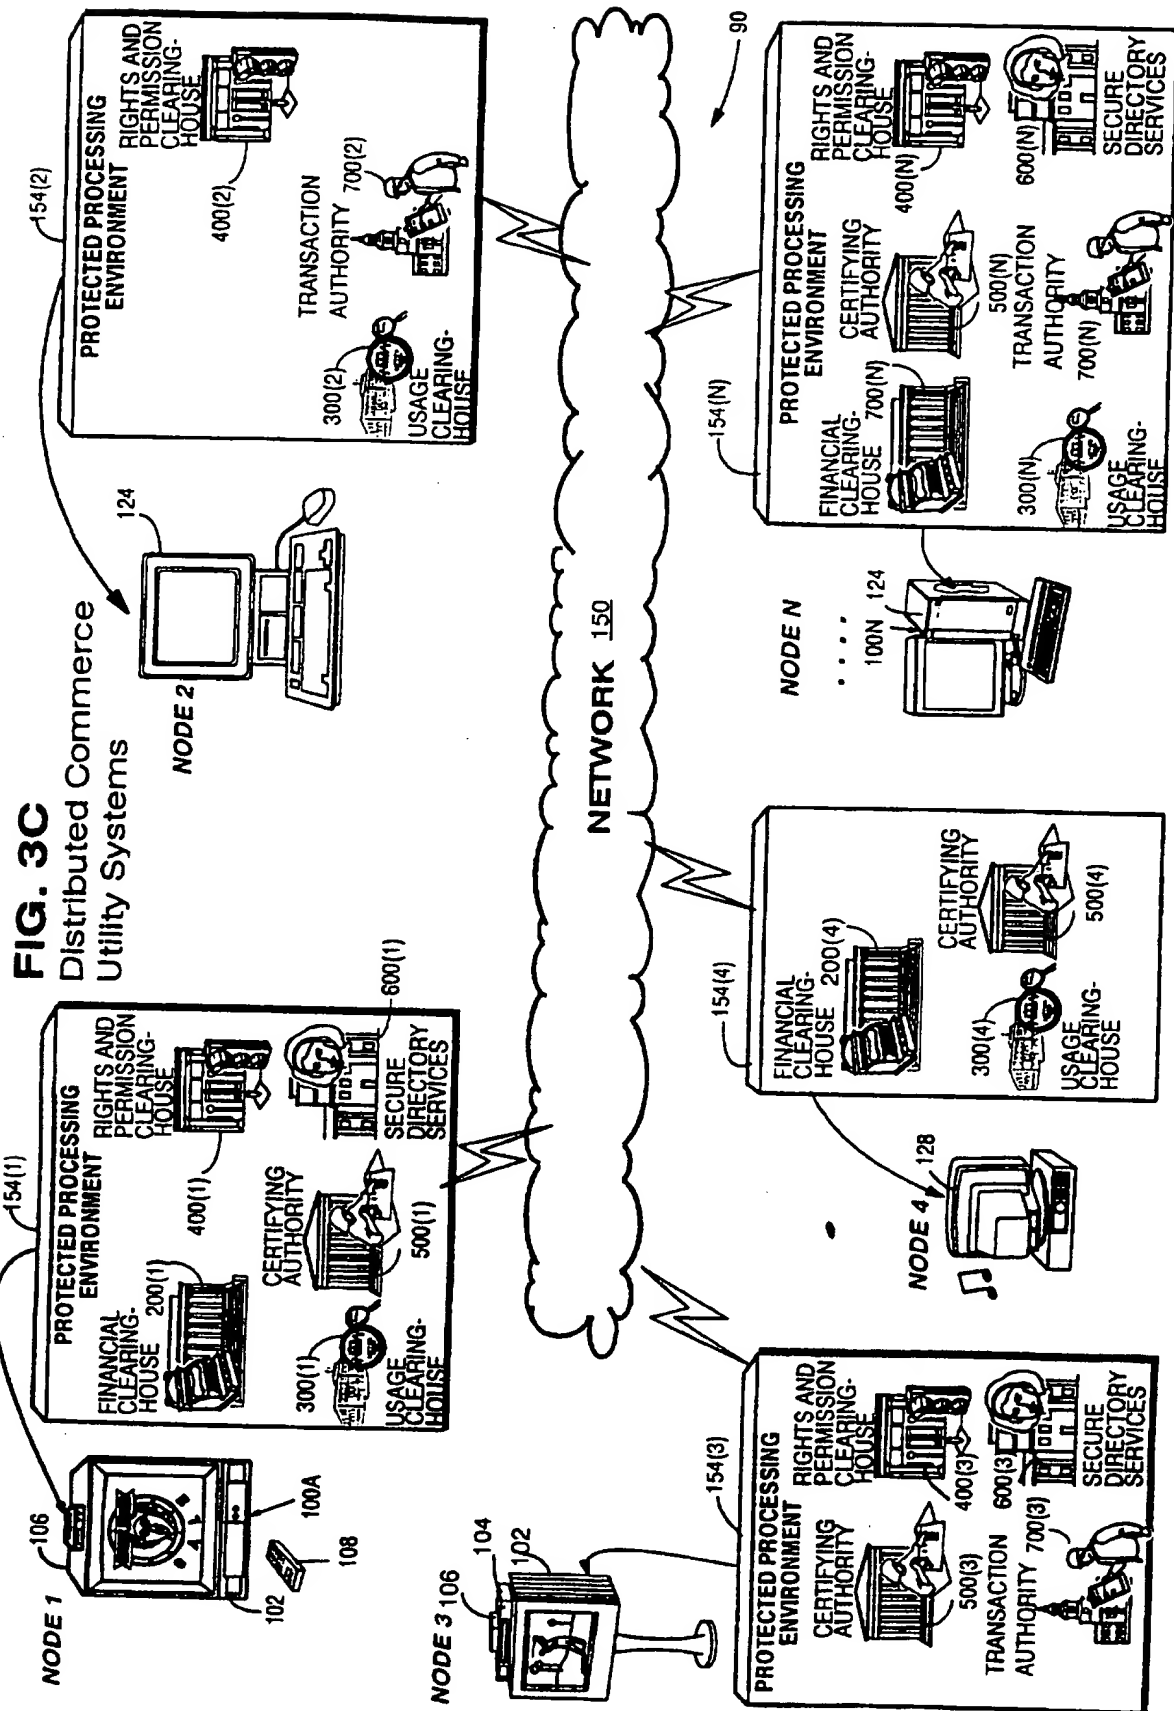 FIG. 3C
Distributed Commerce
Utility Systems
NODE 1
106
102
100A
108
154(1)
PROTECTED PROCESSING
ENVIRONMENT
FINANCIAL
CLEARING-
HOUSE
200(1)
RIGHTS AND
PERMISSION
CLEARING-
HOUSE
400(1)
300(1)
USAGE
CLEARING-
HOUSE
CERTIFYING
AUTHORITY
500(1)
SECURE
DIRECTORY
SERVICES
600(1)
NODE 2
124
154(2)
PROTECTED PROCESSING
ENVIRONMENT
RIGHTS AND
PERMISSION
CLEARING-
HOUSE
400(2)
300(2)
USAGE
CLEARING-
HOUSE
TRANSACTION
AUTHORITY
700(2)
NETWORK 150
90
NODE 3
106
104
102
154(3)
PROTECTED PROCESSING
ENVIRONMENT
CERTIFYING
AUTHORITY
500(3)
RIGHTS AND
PERMISSION
CLEARING-
HOUSE
400(3)
TRANSACTION
AUTHORITY
700(3)
600(3)
SECURE
DIRECTORY
SERVICES
NODE 4
128
154(4)
FINANCIAL
CLEARING-
HOUSE
200(4)
300(4)
USAGE
CLEARING-
HOUSE
CERTIFYING
AUTHORITY
500(4)
NODE N
. . . .
100N
124
154(N)
PROTECTED PROCESSING
ENVIRONMENT
FINANCIAL
CLEARING-
HOUSE
700(N)
CERTIFYING
AUTHORITY
500(N)
RIGHTS AND
PERMISSION
CLEARING-
HOUSE
400(N)
300(N)
USAGE
CLEARING-
HOUSE
TRANSACTION
AUTHORITY
700(N)
600(N)
SECURE
DIRECTORY
SERVICES